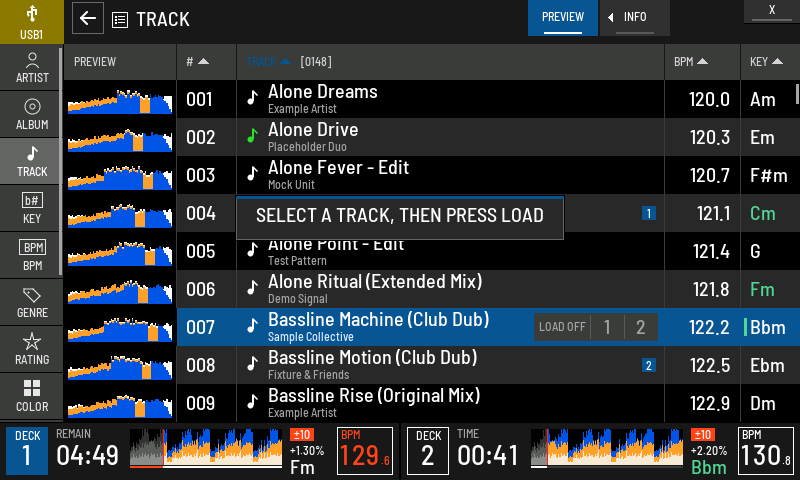 USB1
TRACK
PREVIEW
INFO
X
ARTIST
ALBUM
TRACK
b#
KEY
BPM
BPM
GENRE
RATING
COLOR
PREVIEW
#
TRACK
[0148]
BPM
KEY
001
Alone Dreams
Example Artist
120.0
Am
002
Alone Drive
Placeholder Duo
120.3
Em
003
Alone Fever - Edit
Mock Unit
120.7
F#m
004
SELECT A TRACK, THEN PRESS LOAD
1
121.1
Cm
005
Alone Point - Edit
Test Pattern
121.4
G
006
Alone Ritual (Extended Mix)
Demo Signal
121.8
Fm
007
Bassline Machine (Club Dub)
Sample Collective
LOAD OFF
1
2
122.2
Bbm
008
Bassline Motion (Club Dub)
Fixture & Friends
2
122.5
Ebm
009
Bassline Rise (Original Mix)
Example Artist
122.9
Dm
DECK
1
REMAIN
04:49
±10
+1.30%
Fm
BPM
129.6
DECK
2
TIME
00:41
±10
+2.20%
Bbm
BPM
130.8